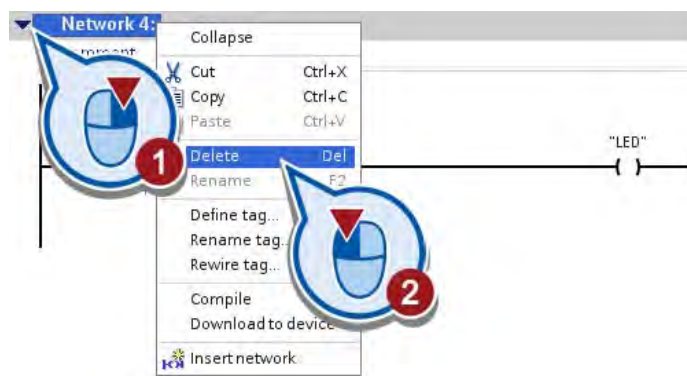 Network 4:
Comment
Collapse
Cut Ctrl+X
Copy Ctrl+C
Paste Ctrl+V
"LED"
1
Delete Del
Rename F2
Define tag...
Rename tag...
Rewire tag...
2
Compile
Download to device
Insert network